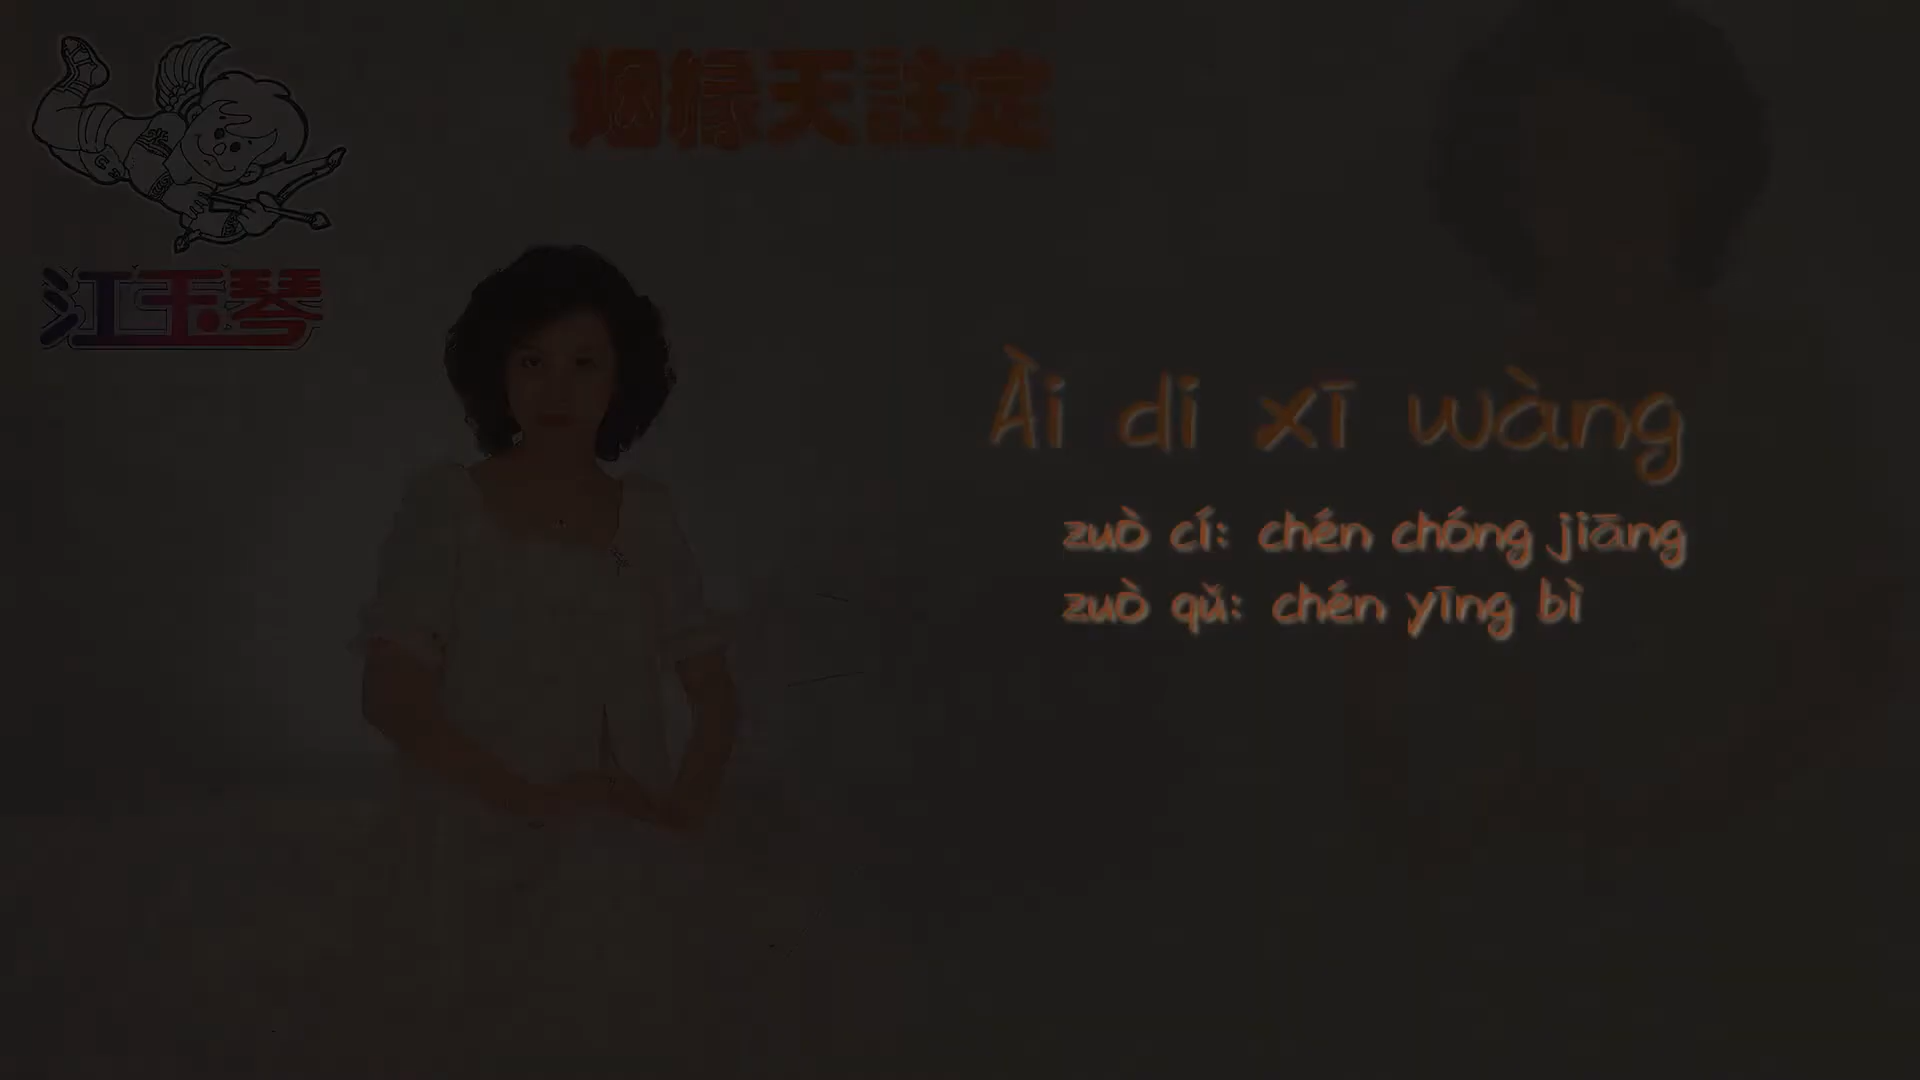 姻緣天註定
江玉琴
Ài di xī wàng
zuò cí: chén chóng jiāng
zuò qǔ: chén yīng bì